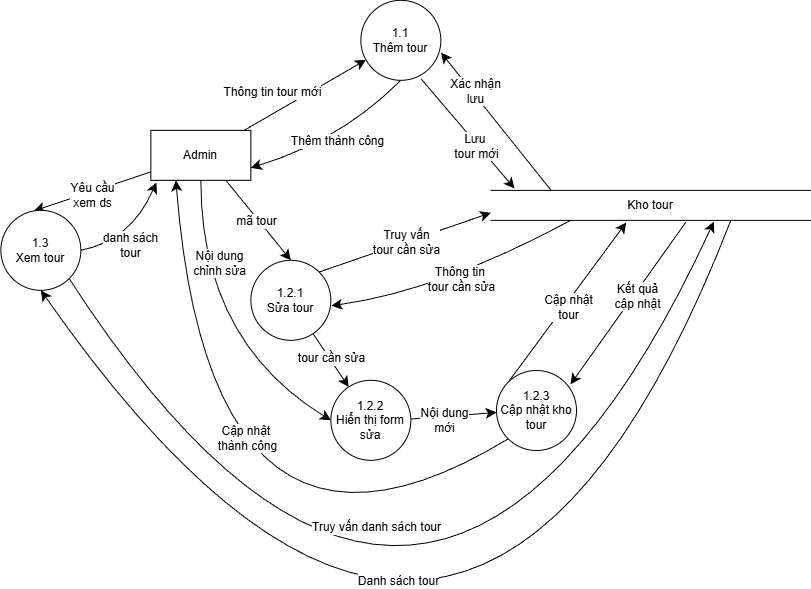 1.1
Thêm tour
Xác nhận
lưu
Thông tin tour mới
Thêm thành công
Lưu
tour mới
Admin
Yêu cầu
xem ds
Kho tour
mã tour
1.3
Xem tour
danh sách
tour
Truy vấn
tour cần sửa
Nội dung
chỉnh sửa
Thông tin
tour cần sửa
1.2.1
Sửa tour
Cập nhật
tour
Kết quả
cập nhật
tour cần sửa
1.2.2
Hiển thị form
sửa
Nội dung
mới
1.2.3
Cập nhật kho
tour
Cập nhật
thành công
Truy vấn danh sách tour
Danh sách tour